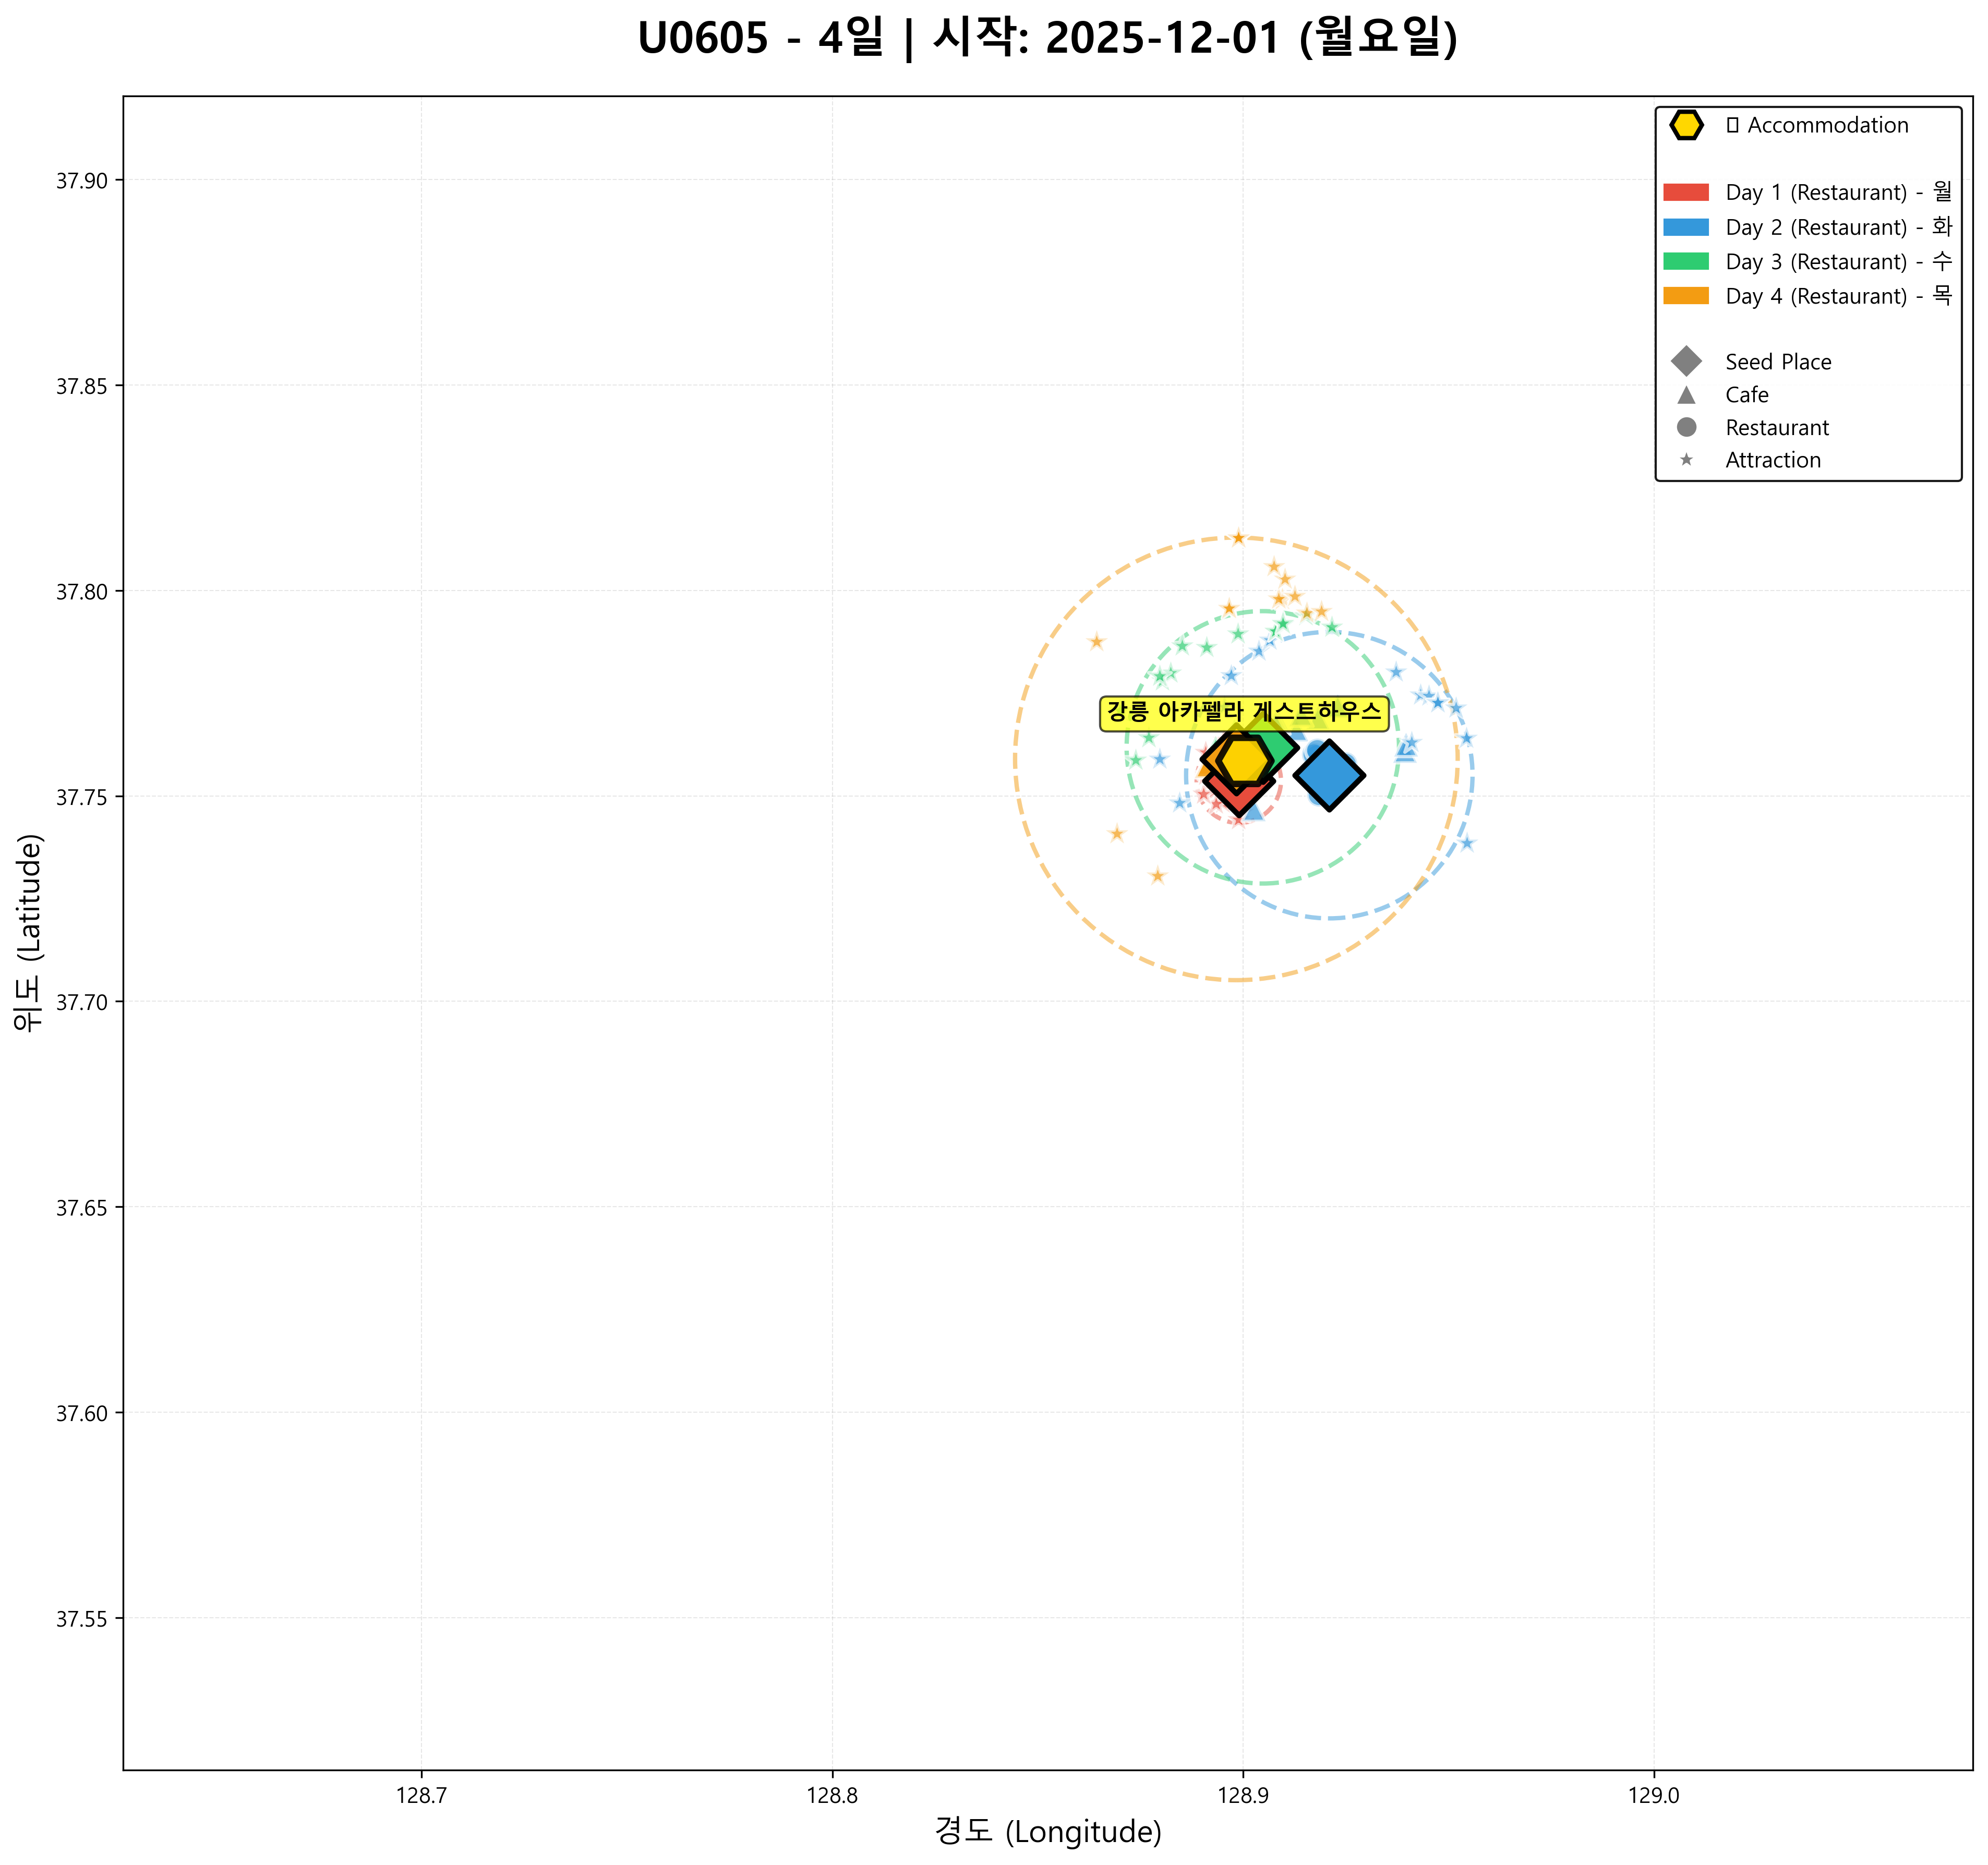 U0605 - 4일 | 시작: 2025-12-01 (월요일)
Accommodation
Day 1 (Restaurant) - 월
Day 2 (Restaurant) - 화
Day 3 (Restaurant) - 수
Day 4 (Restaurant) - 목
Seed Place
Cafe
Restaurant
Attraction
37.90
37.85
37.80
37.75
37.70
37.65
37.60
37.55
위도 (Latitude)
강릉 아카펠라 게스트하우스
128.7
128.8
128.9
129.0
경도 (Longitude)